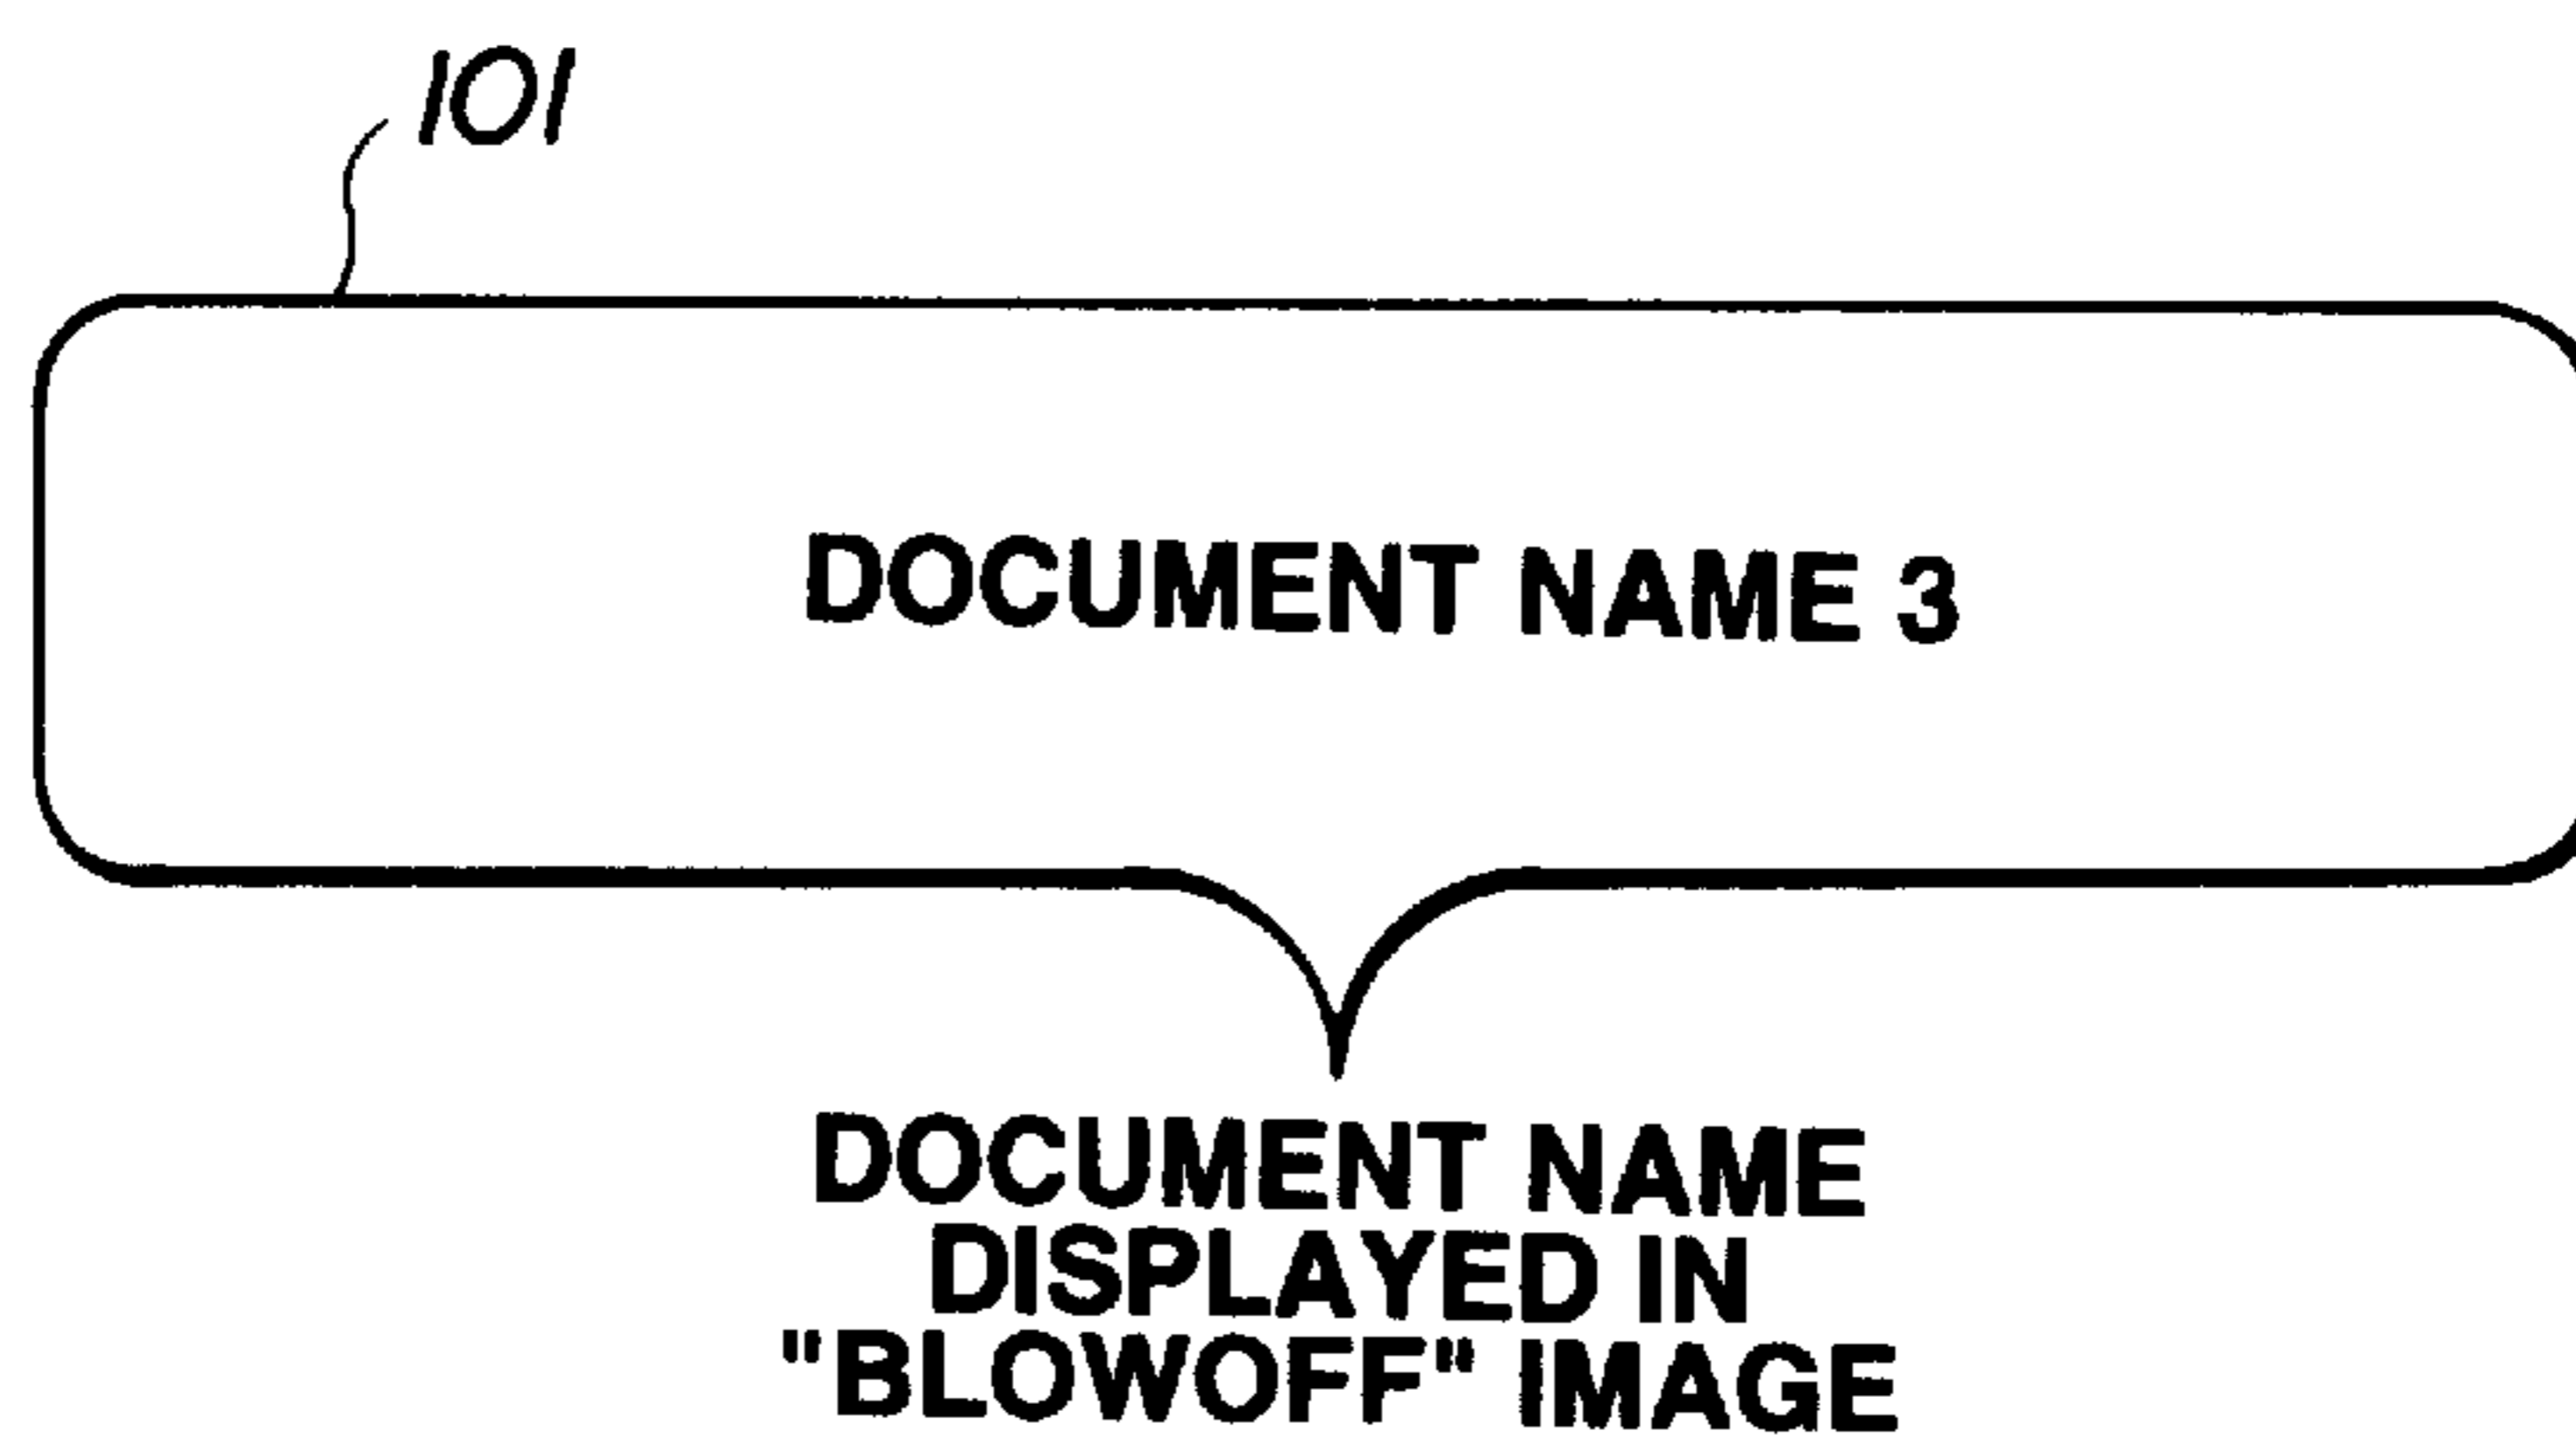 101
DOCUMENT NAME 3
DOCUMENT NAME
DISPLAYED IN
"BLOWOFF" IMAGE